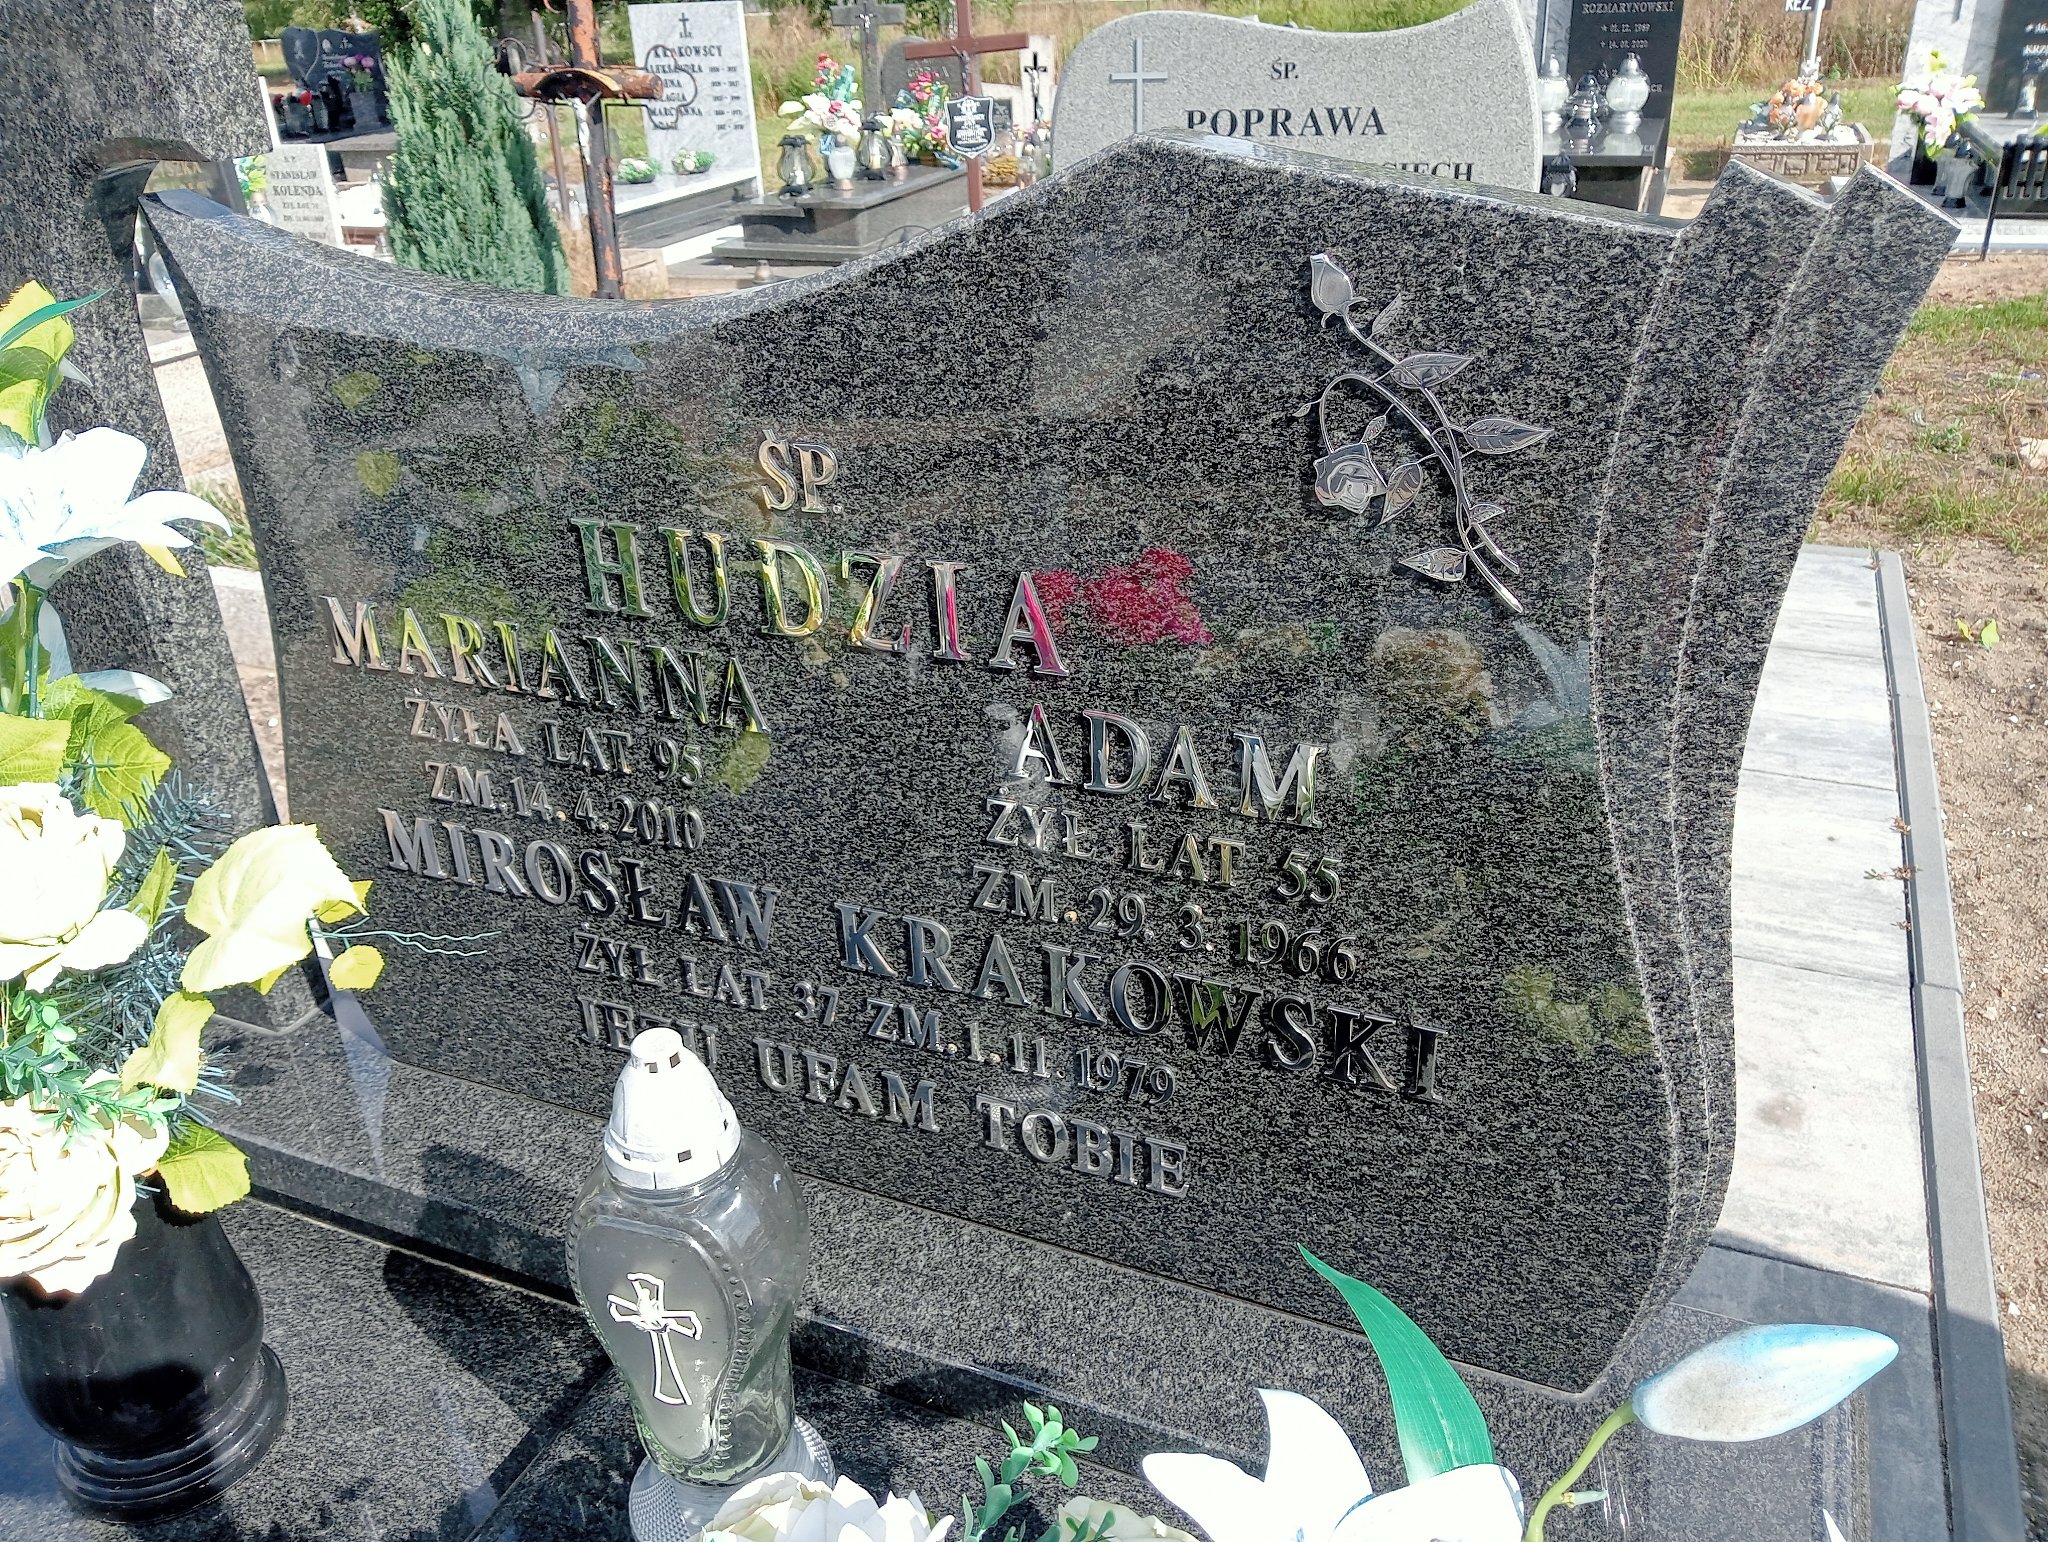 ŚP.
HUDZIA
MARIANNA
ŻYŁA LAT 95
ZM. 14. 4. 2010
ADAM
ŻYŁ LAT 55
ZM. 29. 3. 1966
MIROSŁAW KRAKOWSKI
ŻYŁ LAT 37 ZM. 1. 11. 1979
JEZU UFAM TOBIE
ŚP.
POPRAWA
ROZMARYNOWSKI
STANISŁAW
KOLENDA